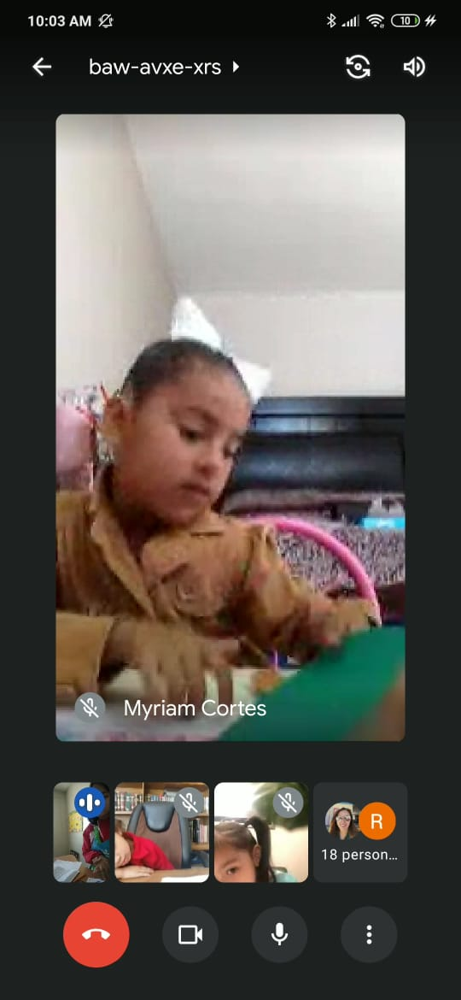 10:03 AM
10
baw-avxe-xrs
Myriam Cortes
R
18 person...